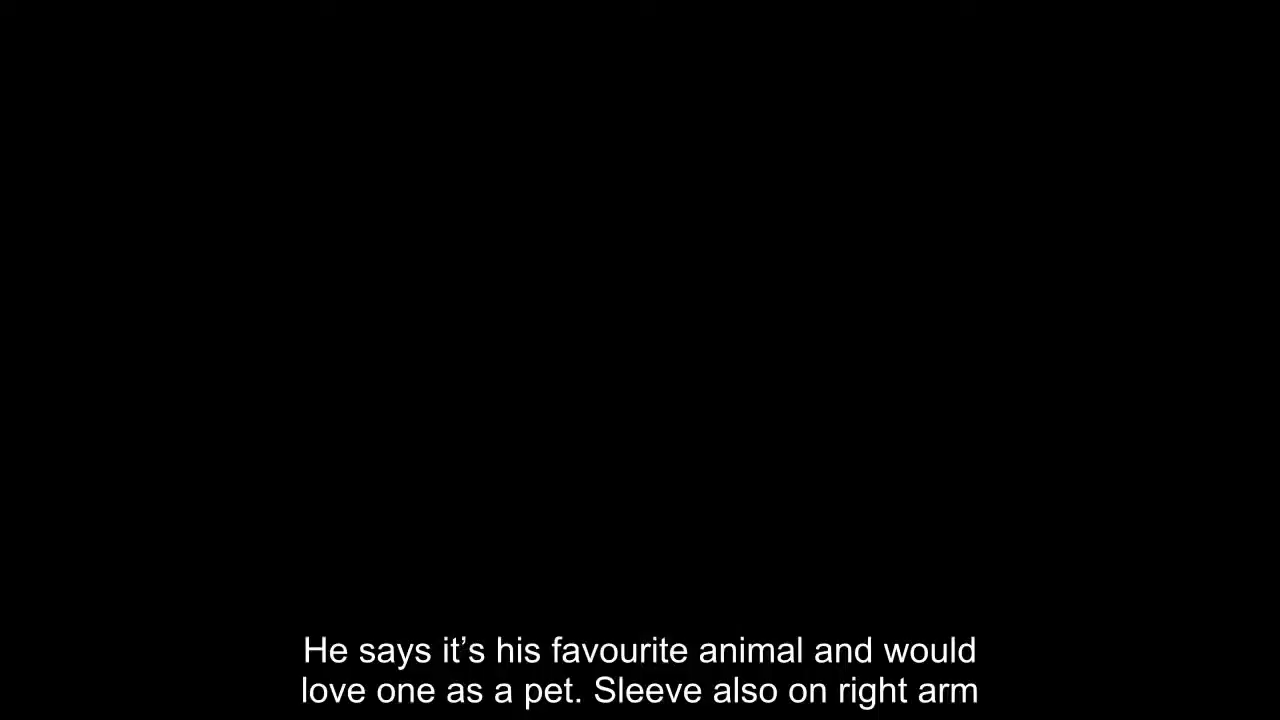 He says it’s his favourite animal and would
love one as a pet. Sleeve also on right arm